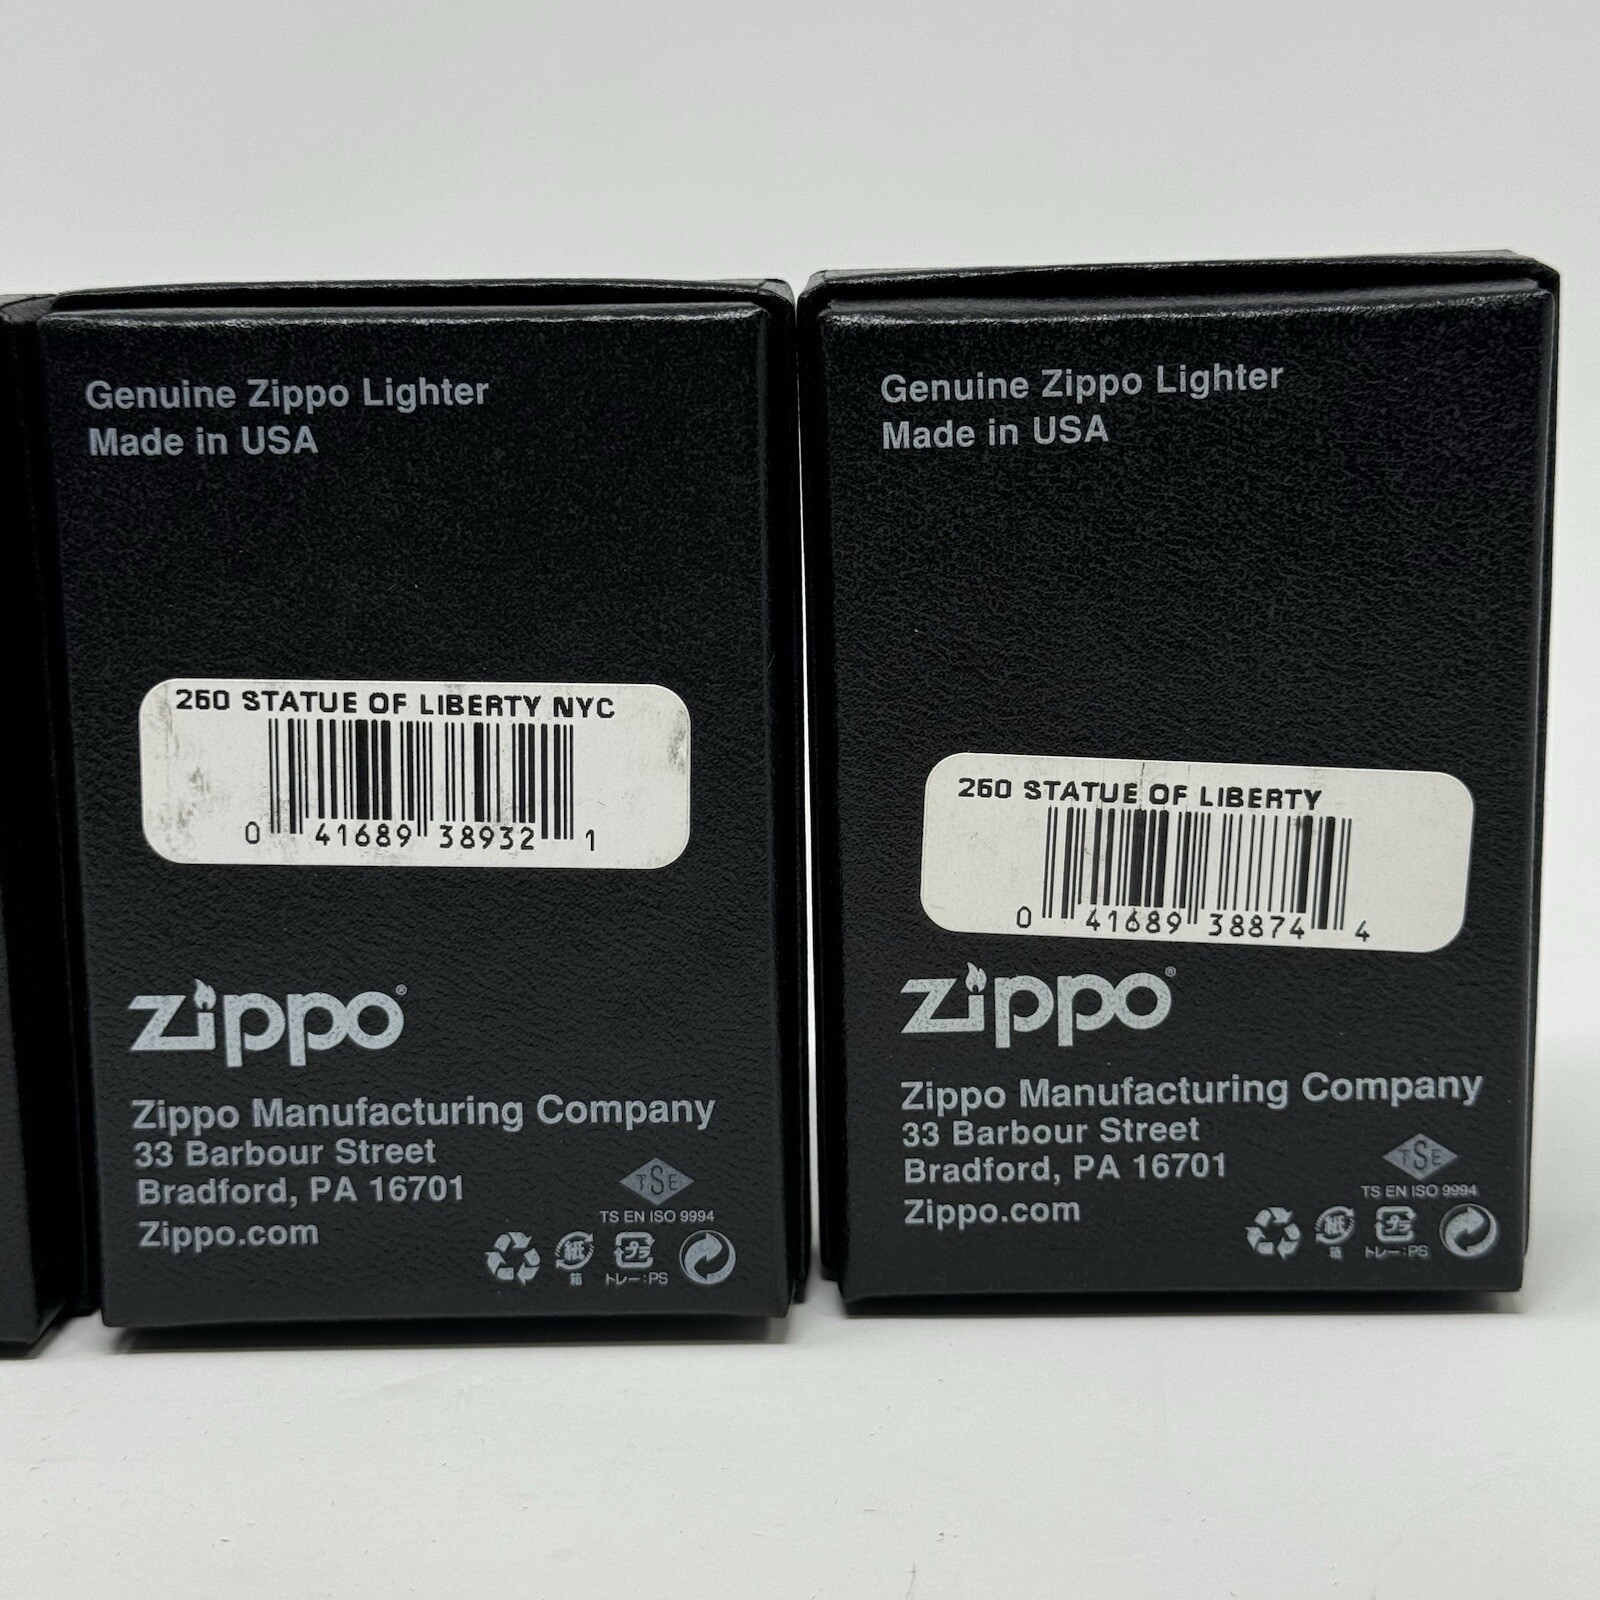 Genuine Zippo Lighter
Made in USA
250 STATUE OF LIBERTY NYC
0 41689 38932 1
zippo®
Zippo Manufacturing Company
33 Barbour Street
Bradford, PA 16701
Zippo.com
TSE
TS EN ISO 9994
紙
プラ
箱
トレー:PS
Genuine Zippo Lighter
Made in USA
250 STATUE OF LIBERTY
0 41689 38874 4
zippo®
Zippo Manufacturing Company
33 Barbour Street
Bradford, PA 16701
Zippo.com
TSE
TS EN ISO 9994
紙
プラ
箱
トレー:PS